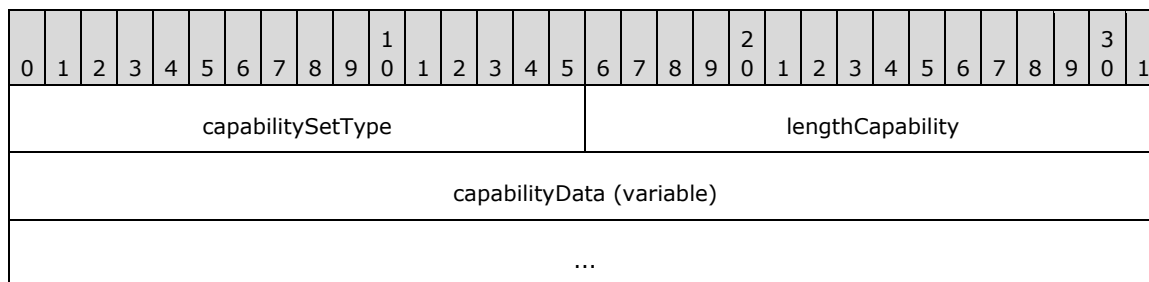 1 2 3
0 1 2 3 4 5 6 7 8 9 0 1 2 3 4 5 6 7 8 9 0 1 2 3 4 5 6 7 8 9 0 1
capabilitySetType lengthCapability
capabilityData (variable)
...